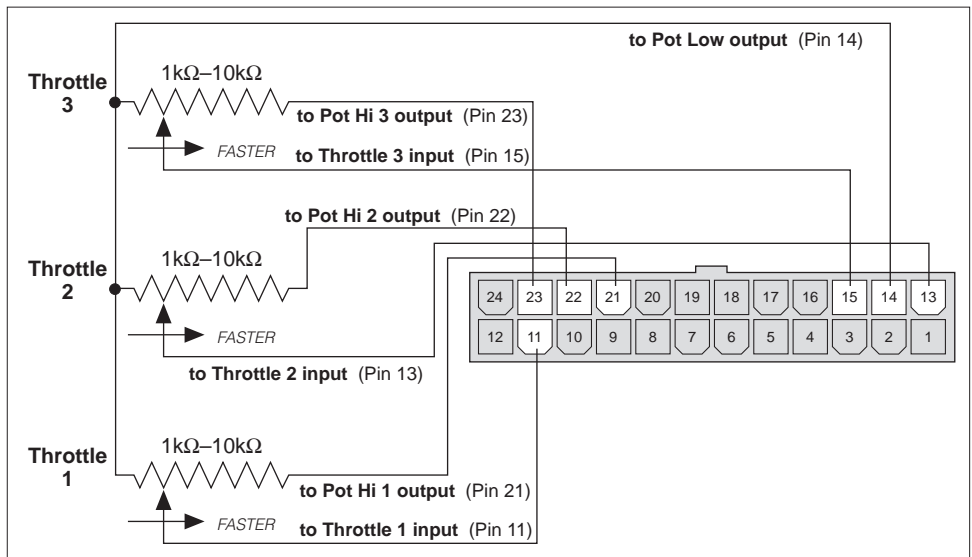 to Pot Low output (Pin 14)
Throttle
3
1kΩ–10kΩ
to Pot Hi 3 output (Pin 23)
FASTER
to Throttle 3 input (Pin 15)
to Pot Hi 2 output (Pin 22)
Throttle
2
1kΩ–10kΩ
FASTER
to Throttle 2 input (Pin 13)
24 23 22 21 20 19 18 17 16 15 14 13
12 11 10 9 8 7 6 5 4 3 2 1
Throttle
1
1kΩ–10kΩ
to Pot Hi 1 output (Pin 21)
FASTER
to Throttle 1 input (Pin 11)